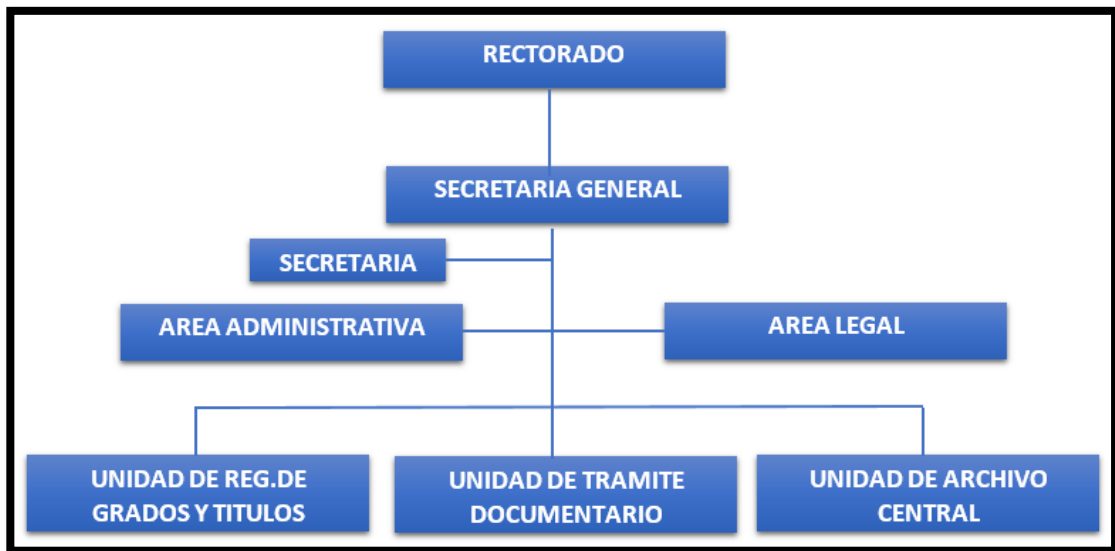 RECTORADO
SECRETARIA GENERAL
SECRETARIA
AREA ADMINISTRATIVA
AREA LEGAL
UNIDAD DE REG.DE
GRADOS Y TITULOS
UNIDAD DE TRAMITE
DOCUMENTARIO
UNIDAD DE ARCHIVO
CENTRAL